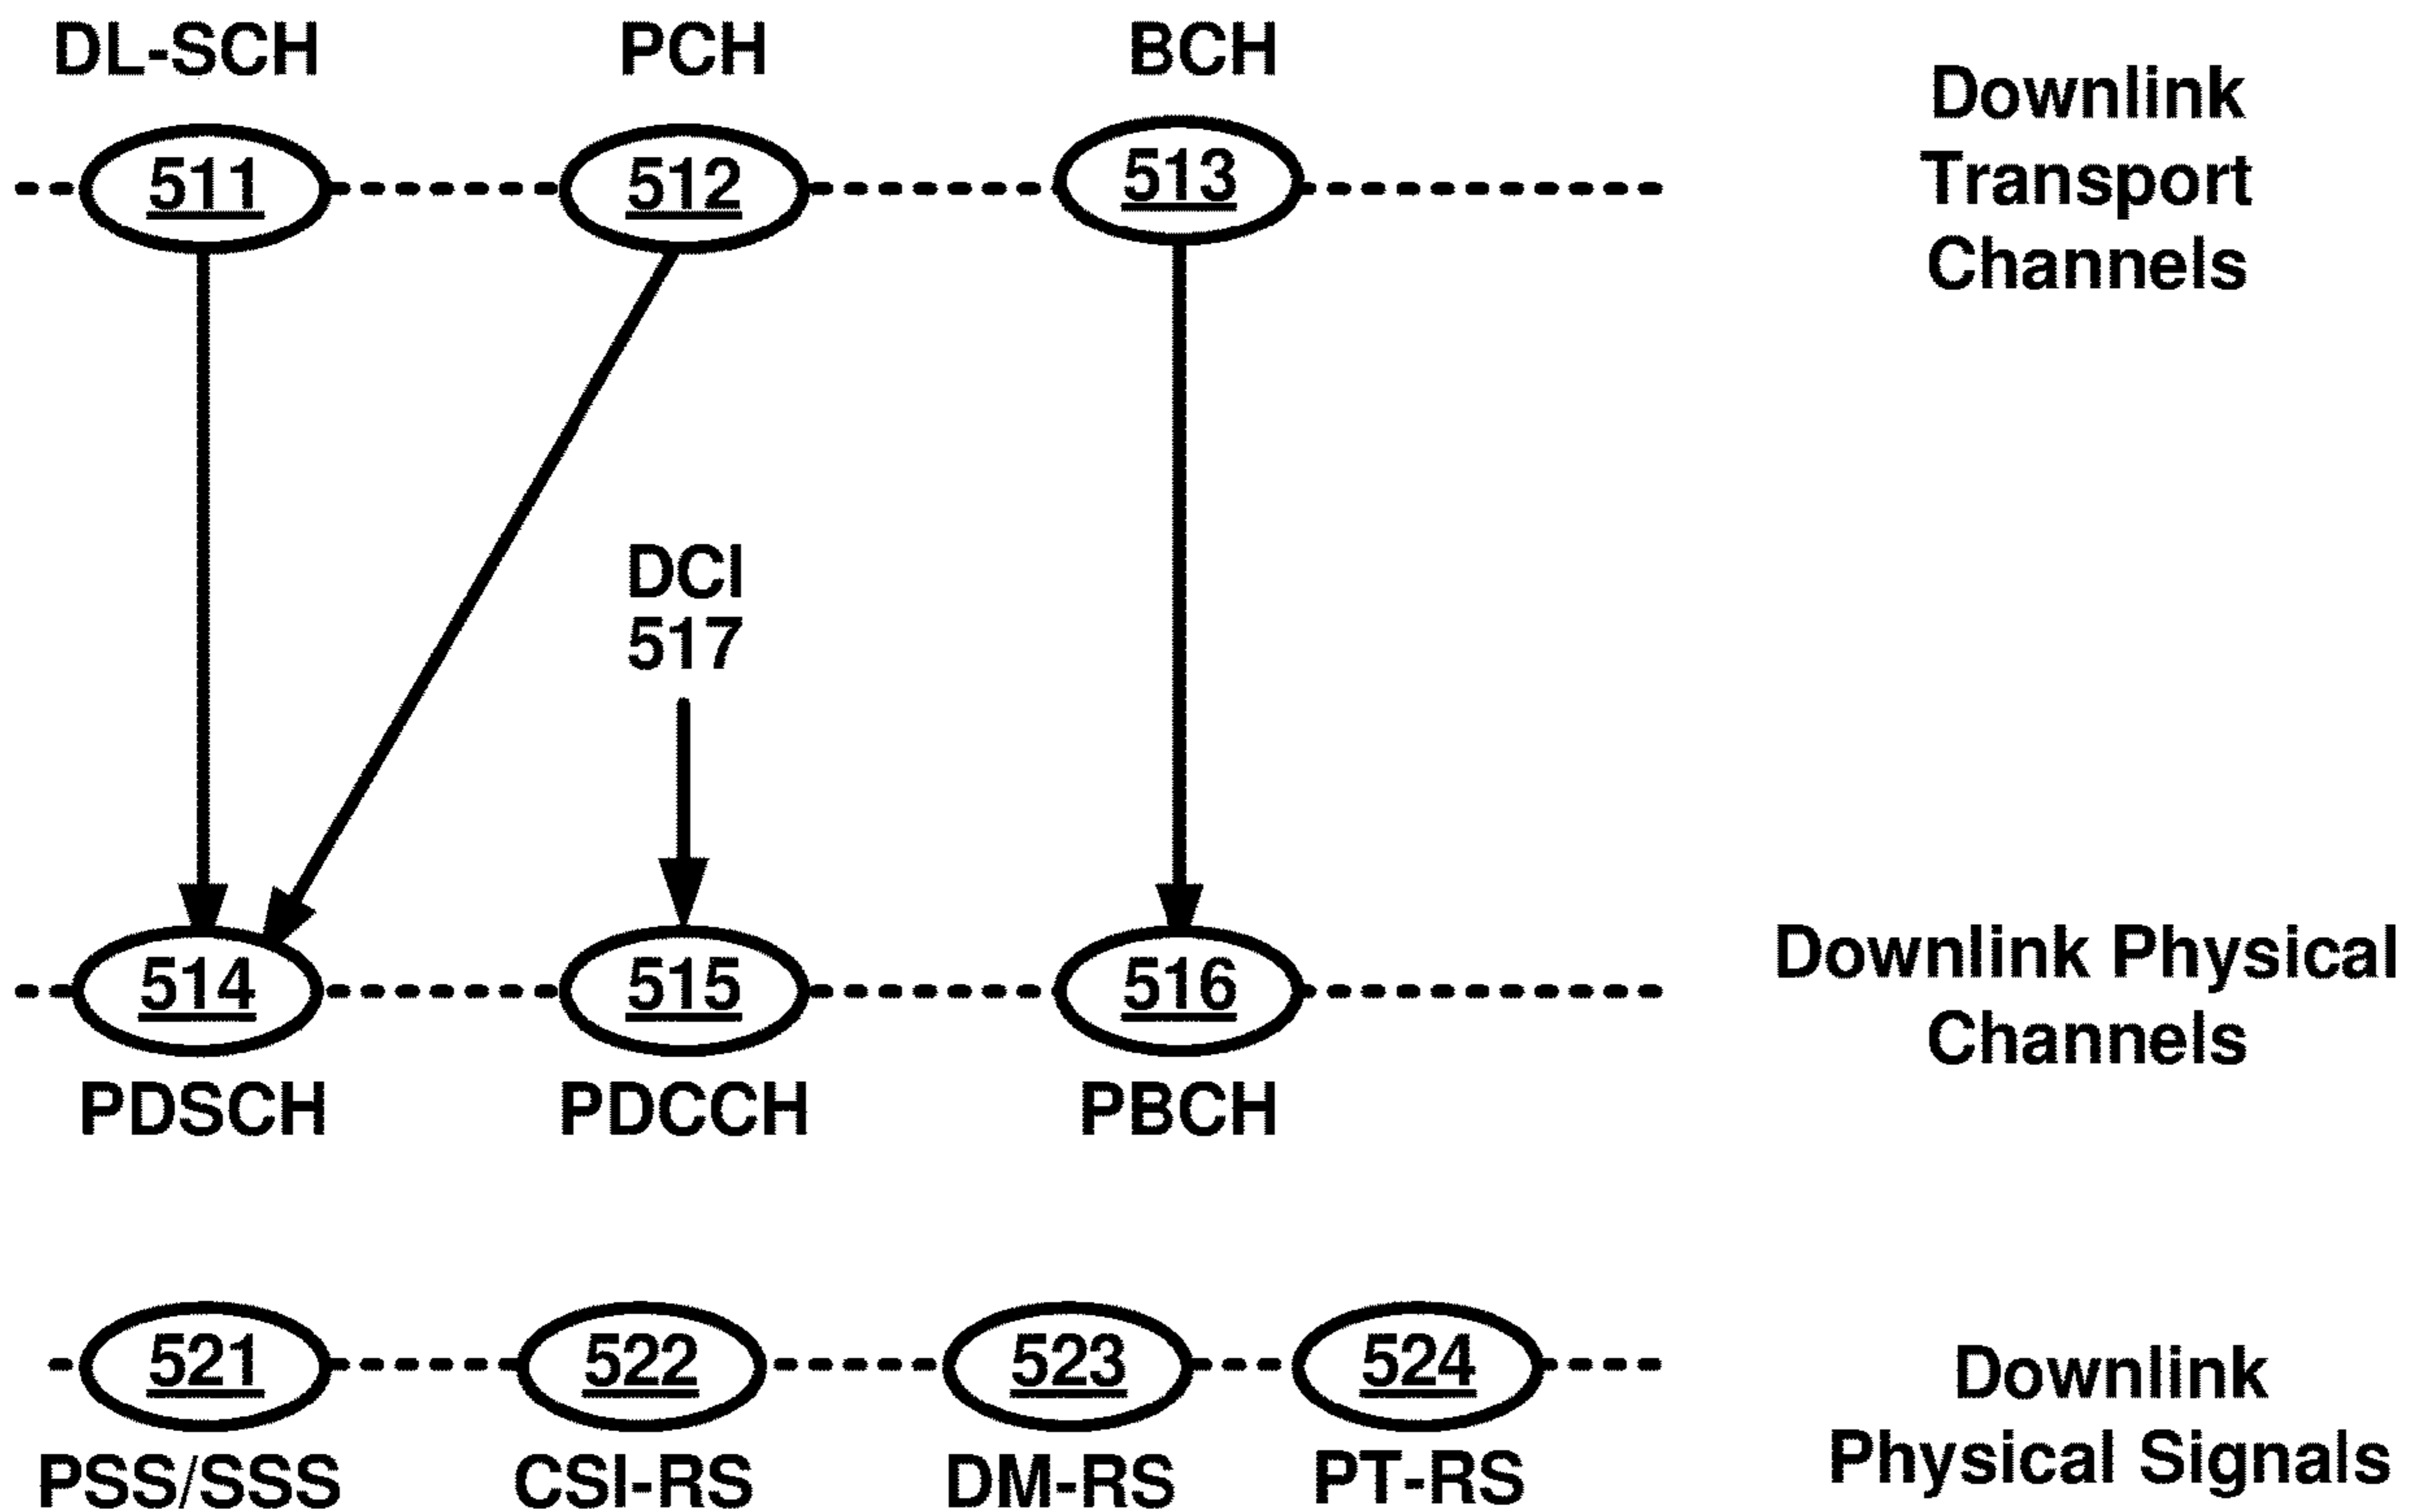 DL-SCH
PCH
BCH
511
512
513
Downlink
Transport
Channels
DCI
517
514
515
516
PDSCH
PDCCH
PBCH
Downlink Physical
Channels
521
522
523
524
PSS/SSS
CSI-RS
DM-RS
PT-RS
Downlink
Physical Signals